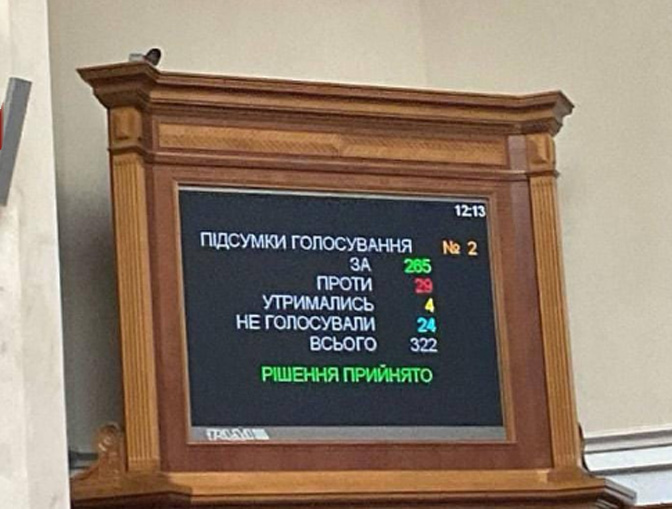 12:13
ПІДСУМКИ ГОЛОСУВАННЯ № 2
ЗА 265
ПРОТИ 29
УТРИМАЛИСЬ 4
НЕ ГОЛОСУВАЛИ 24
ВСЬОГО 322
РІШЕННЯ ПРИЙНЯТО